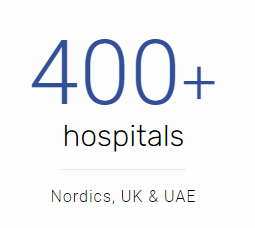 400+
hospitals
Nordics, UK & UAE